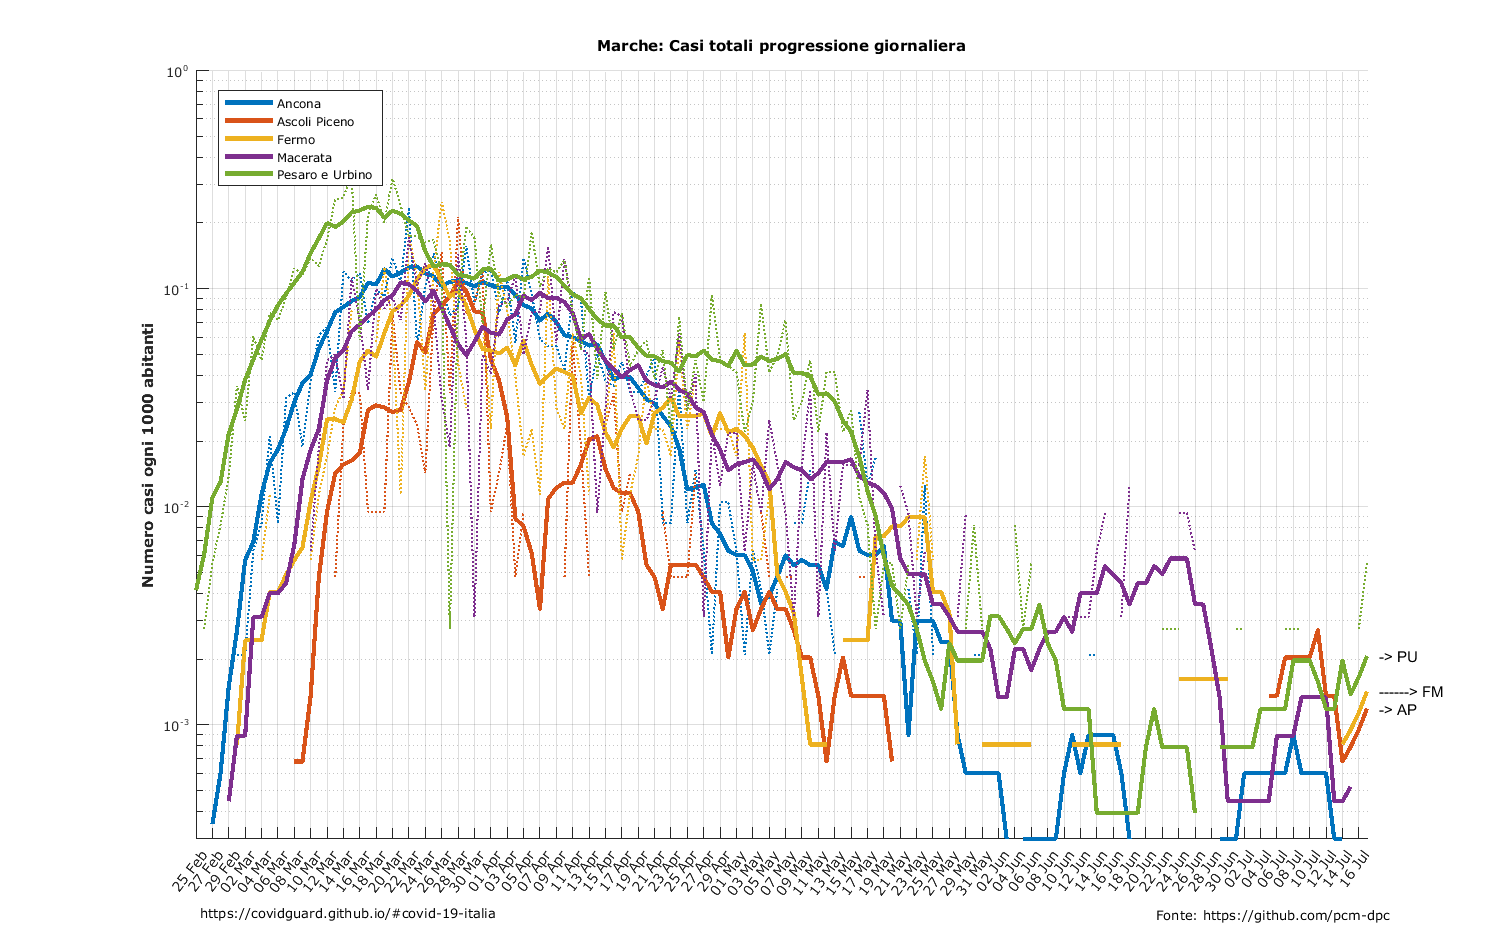 Marche: Casi totali progressione giornaliera
10^0
10^-1
10^-2
10^-3
Numero casi ogni 1000 abitanti
Ancona
Ascoli Piceno
Fermo
Macerata
Pesaro e Urbino
-> PU
------> FM
-> AP
25 Feb
27 Feb
29 Feb
02 Mar
04 Mar
06 Mar
08 Mar
10 Mar
12 Mar
14 Mar
16 Mar
18 Mar
20 Mar
22 Mar
24 Mar
26 Mar
28 Mar
30 Mar
01 Apr
03 Apr
05 Apr
07 Apr
09 Apr
11 Apr
13 Apr
15 Apr
17 Apr
19 Apr
21 Apr
23 Apr
25 Apr
27 Apr
29 Apr
01 May
03 May
05 May
07 May
09 May
11 May
13 May
15 May
17 May
19 May
21 May
23 May
25 May
27 May
29 May
31 May
02 Jun
04 Jun
06 Jun
08 Jun
10 Jun
12 Jun
14 Jun
16 Jun
18 Jun
20 Jun
22 Jun
24 Jun
26 Jun
28 Jun
30 Jun
02 Jul
04 Jul
06 Jul
08 Jul
10 Jul
12 Jul
14 Jul
16 Jul
https://covidguard.github.io/#covid-19-italia
Fonte: https://github.com/pcm-dpc